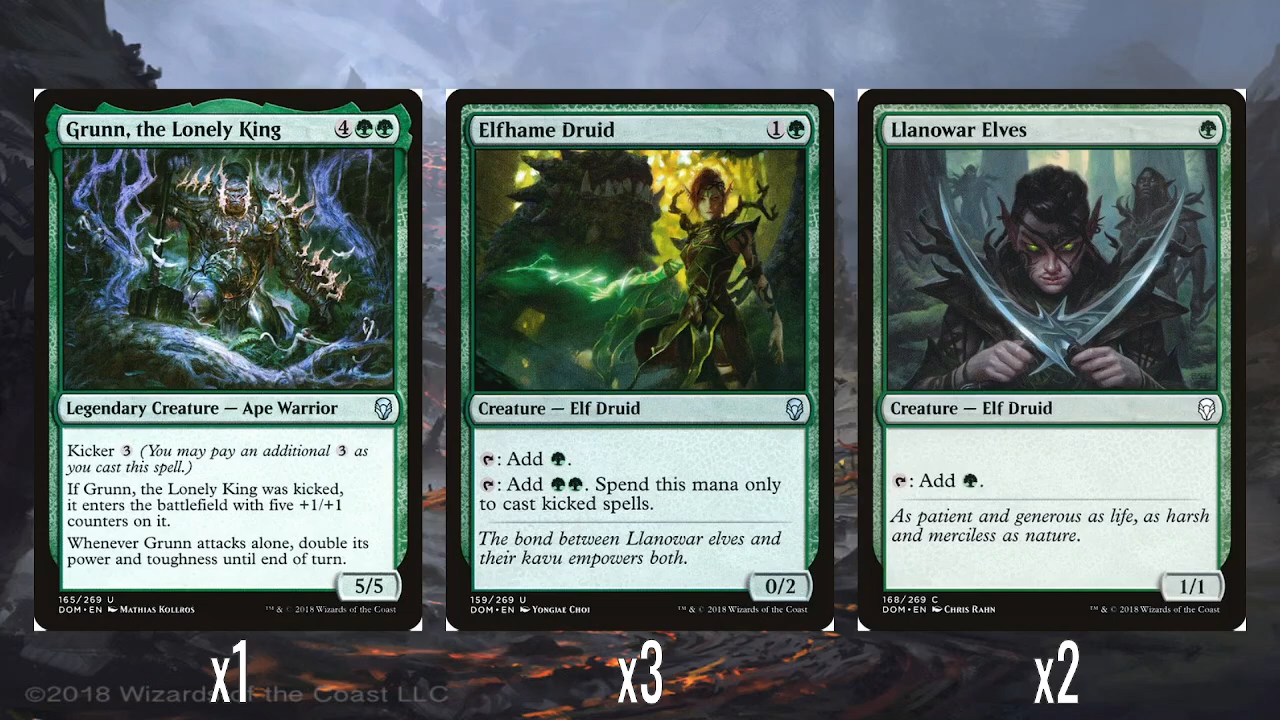 Grunn, the Lonely King 4
Legendary Creature — Ape Warrior
Kicker 3 (You may pay an additional 3 as
you cast this spell.)
If Grunn, the Lonely King was kicked,
it enters the battlefield with five +1/+1
counters on it.
Whenever Grunn attacks alone, double its
power and toughness until end of turn.
5/5
165/269 U
DOM • EN Mathias Kollros ™ & © 2018 Wizards of the Coast
x1
Elfhame Druid 1
Creature — Elf Druid
: Add .
: Add . Spend this mana only
to cast kicked spells.
The bond between Llanowar elves and
their kavu empowers both.
0/2
159/269 U
DOM • EN Yongjae Choi ™ & © 2018 Wizards of the Coast
x3
Llanowar Elves
Creature — Elf Druid
: Add .
As patient and generous as life, as harsh
and merciless as nature.
1/1
168/269 C
DOM • EN Chris Rahn ™ & © 2018 Wizards of the Coast
x2
©2018 Wizards of the Coast LLC